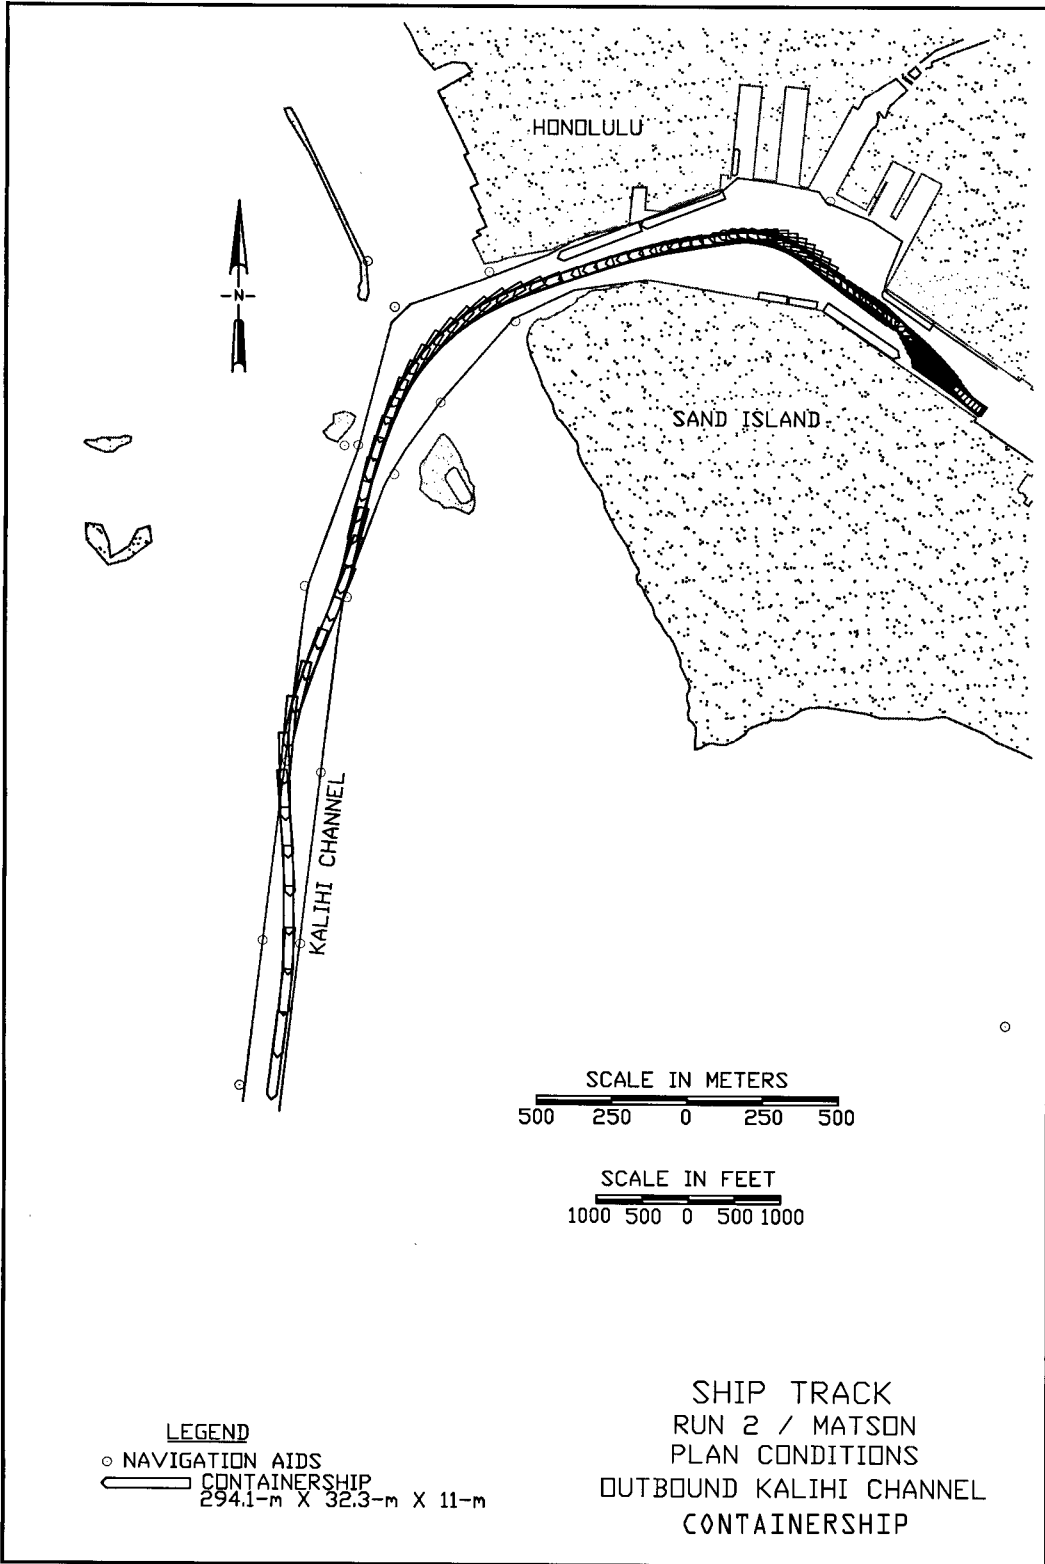 HONOLULU
-N-
SAND ISLAND
KALIHI CHANNEL
SCALE IN METERS
500 250 0 250 500
SCALE IN FEET
1000 500 0 500 1000
LEGEND
NAVIGATION AIDS
CONTAINERSHIP
294.1-m X 32.3-m X 11-m
SHIP TRACK
RUN 2 / MATSON
PLAN CONDITIONS
OUTBOUND KALIHI CHANNEL
CONTAINERSHIP